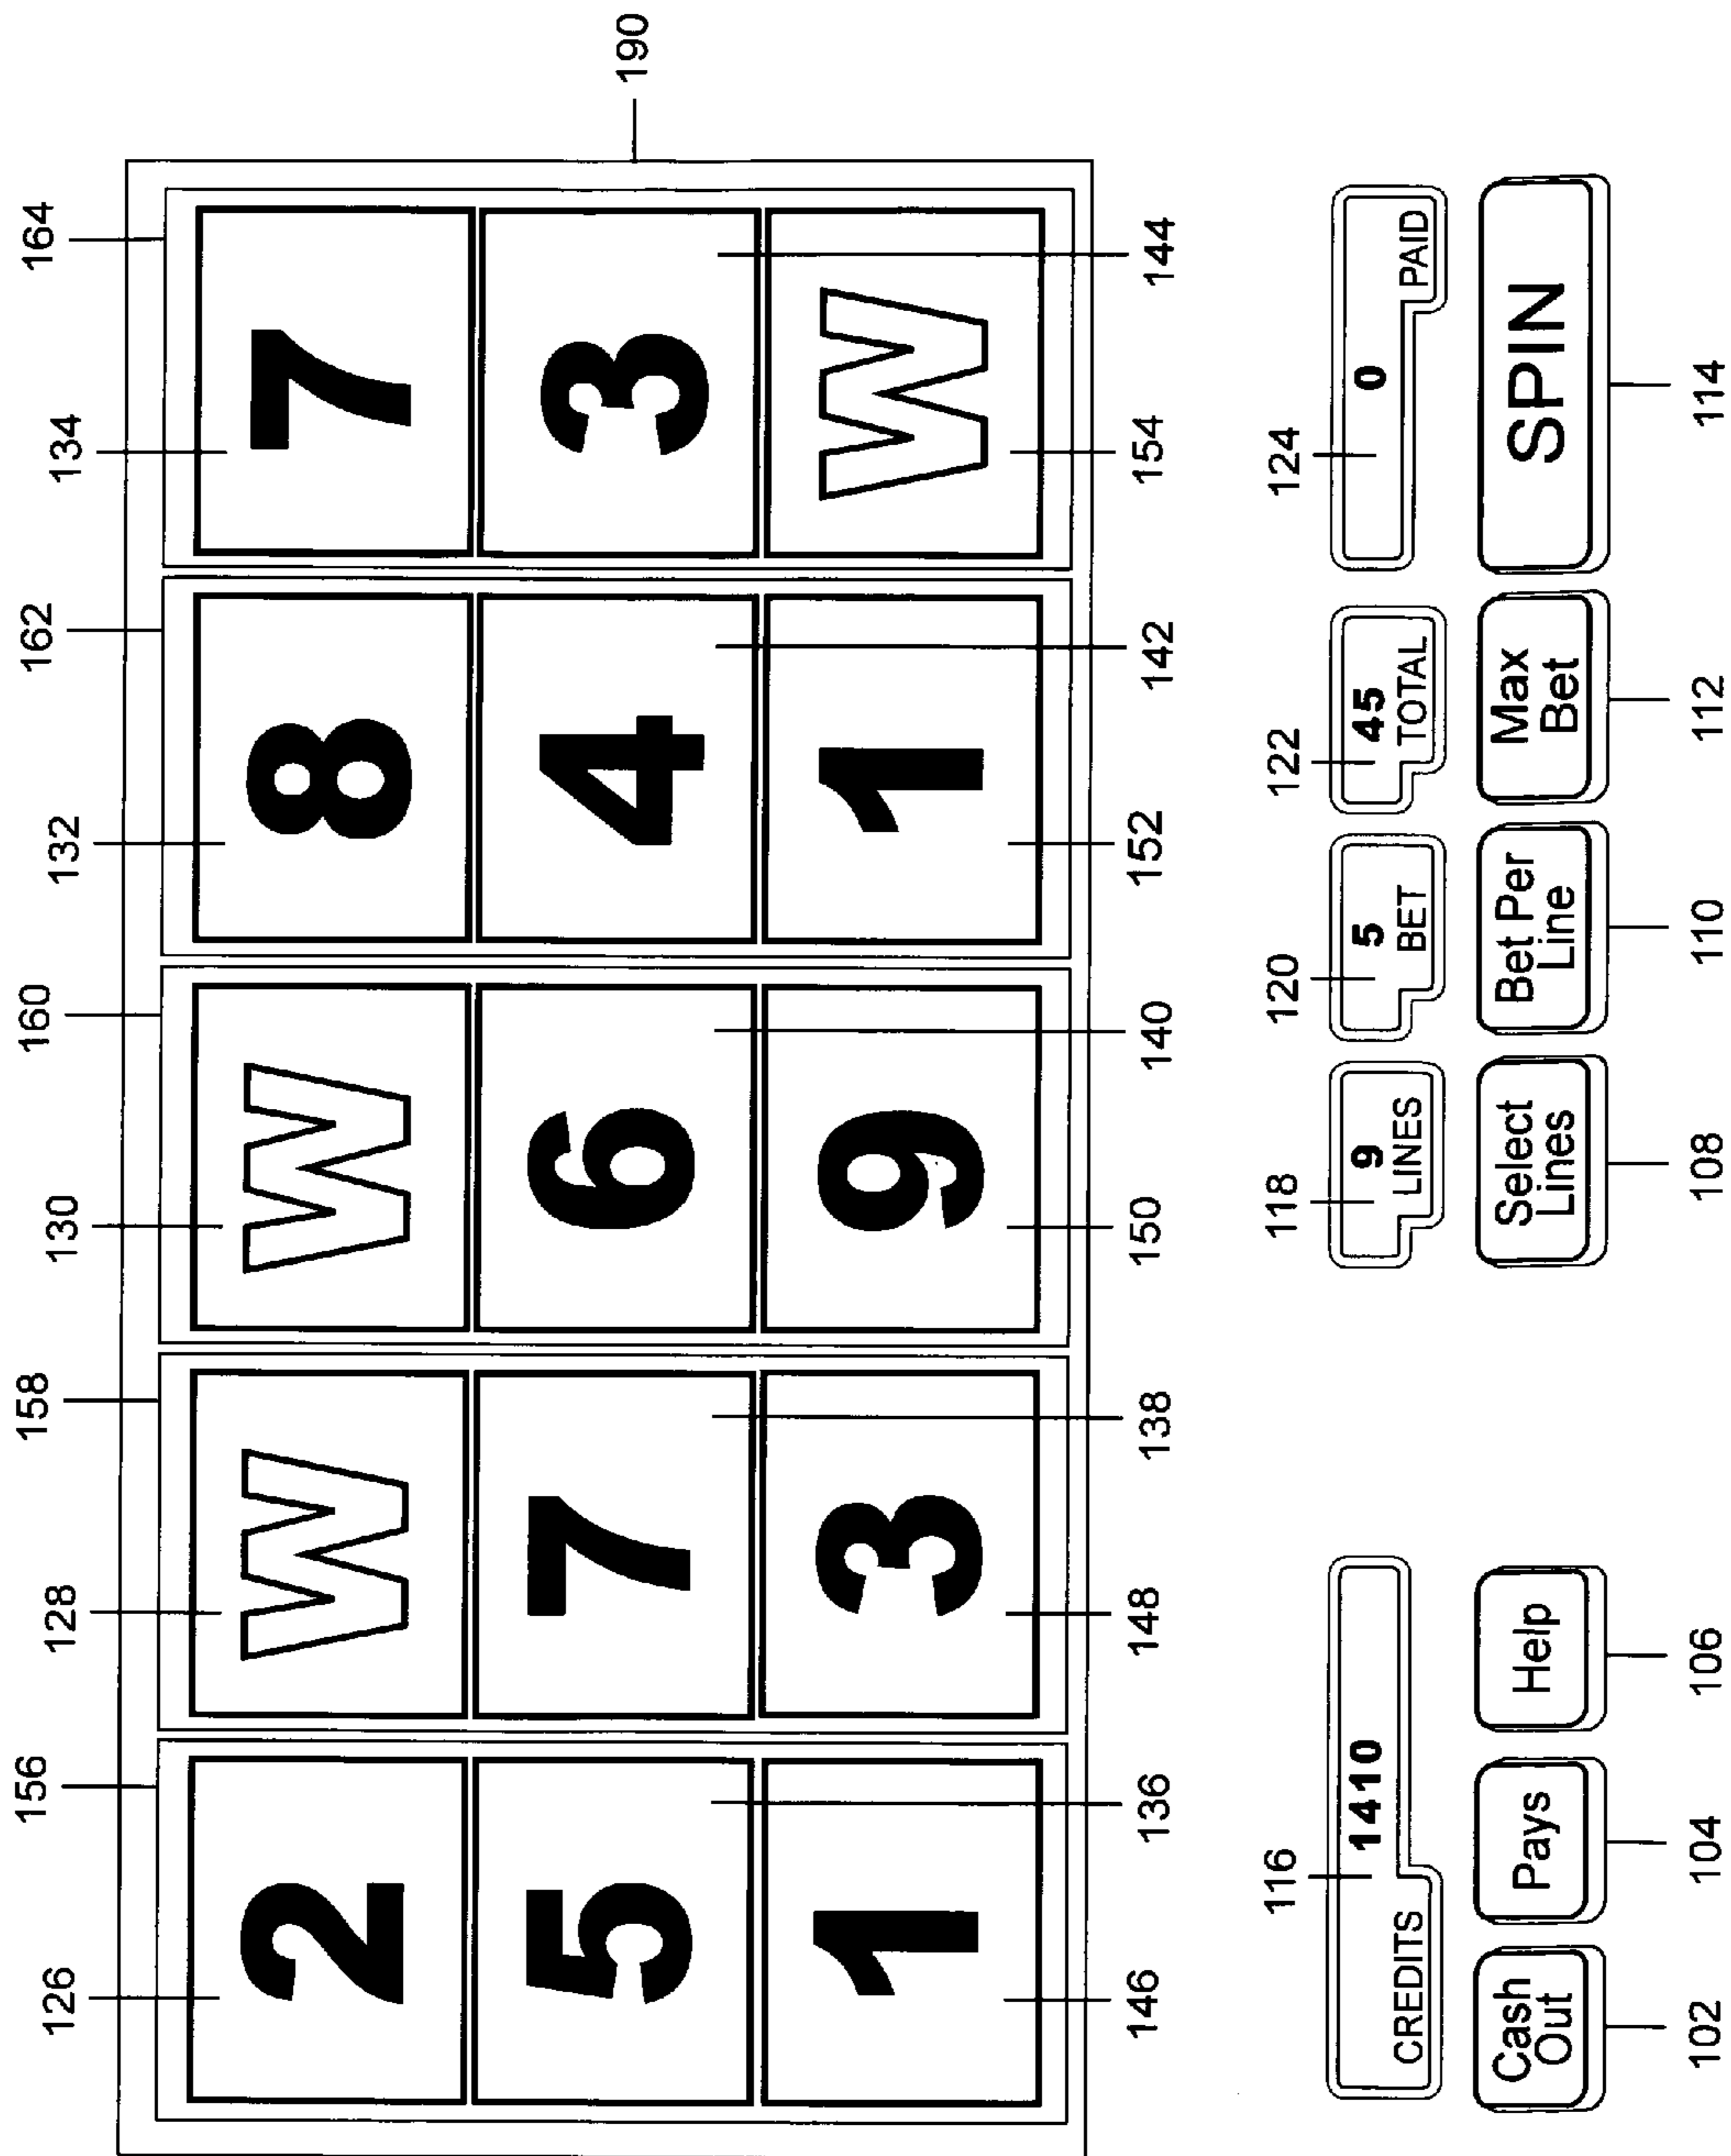 156 158 160 162 164
126 128 130 132 134
2 W W 8 7
190
5 7 6 4 3
1 3 9 1 W
136 138 140 142 144
146 148 150 152 154
116 118 120 122 124
1410 9 5 45 0
CREDITS LINES BET TOTAL PAID
Cash Out Pays Help Select Lines Bet Per Line Max Bet SPIN
102 104 106 108 110 112 114